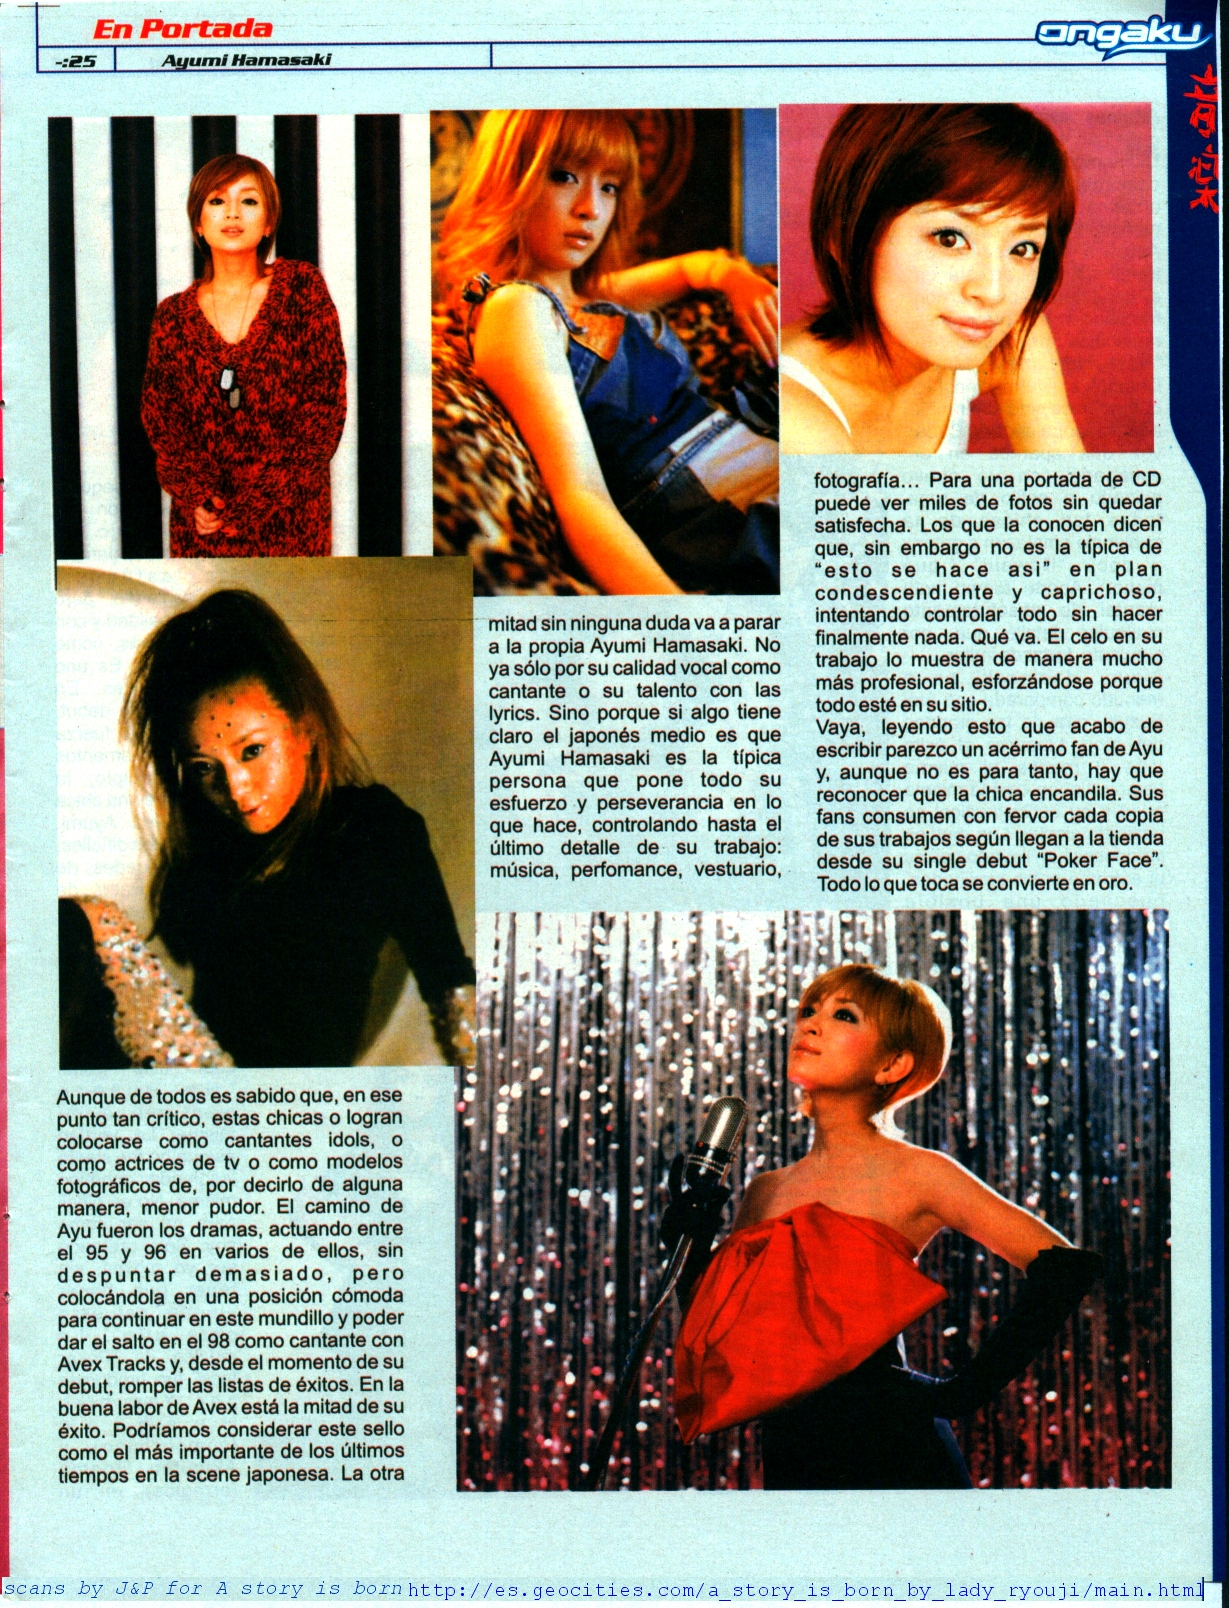 En Portada
ongaku
-:25
Ayumi Hamasaki
Aunque de todos es sabido que, en ese
punto tan crítico, estas chicas o logran
colocarse como cantantes idols, o
como actrices de tv o como modelos
fotográficos de, por decirlo de alguna
manera, menor pudor. El camino de
Ayu fueron los dramas, actuando entre
el 95 y 96 en varios de ellos, sin
despuntar demasiado, pero
colocándola en una posición cómoda
para continuar en este mundillo y poder
dar el salto en el 98 como cantante con
Avex Tracks y, desde el momento de su
debut, romper las listas de éxitos. En la
buena labor de Avex está la mitad de su
éxito. Podríamos considerar este sello
como el más importante de los últimos
tiempos en la scene japonesa. La otra
mitad sin ninguna duda va a parar
a la propia Ayumi Hamasaki. No
ya sólo por su calidad vocal como
cantante o su talento con las
lyrics. Sino porque si algo tiene
claro el japonés medio es que
Ayumi Hamasaki es la típica
persona que pone todo su
esfuerzo y perseverancia en lo
que hace, controlando hasta el
último detalle de su trabajo:
música, perfomance, vestuario,
fotografía... Para una portada de CD
puede ver miles de fotos sin quedar
satisfecha. Los que la conocen dicen
que, sin embargo no es la típica de
“esto se hace asi” en plan
condescendiente y caprichoso,
intentando controlar todo sin hacer
finalmente nada. Qué va. El celo en su
trabajo lo muestra de manera mucho
más profesional, esforzándose porque
todo esté en su sitio.
Vaya, leyendo esto que acabo de
escribir parezco un acérrimo fan de Ayu
y, aunque no es para tanto, hay que
reconocer que la chica encandila. Sus
fans consumen con fervor cada copia
de sus trabajos según llegan a la tienda
desde su single debut “Poker Face”.
Todo lo que toca se convierte en oro.
scans by J&P for A story is born http://es.geocities.com/a_story_is_born_by_lady_ryouji/main.html